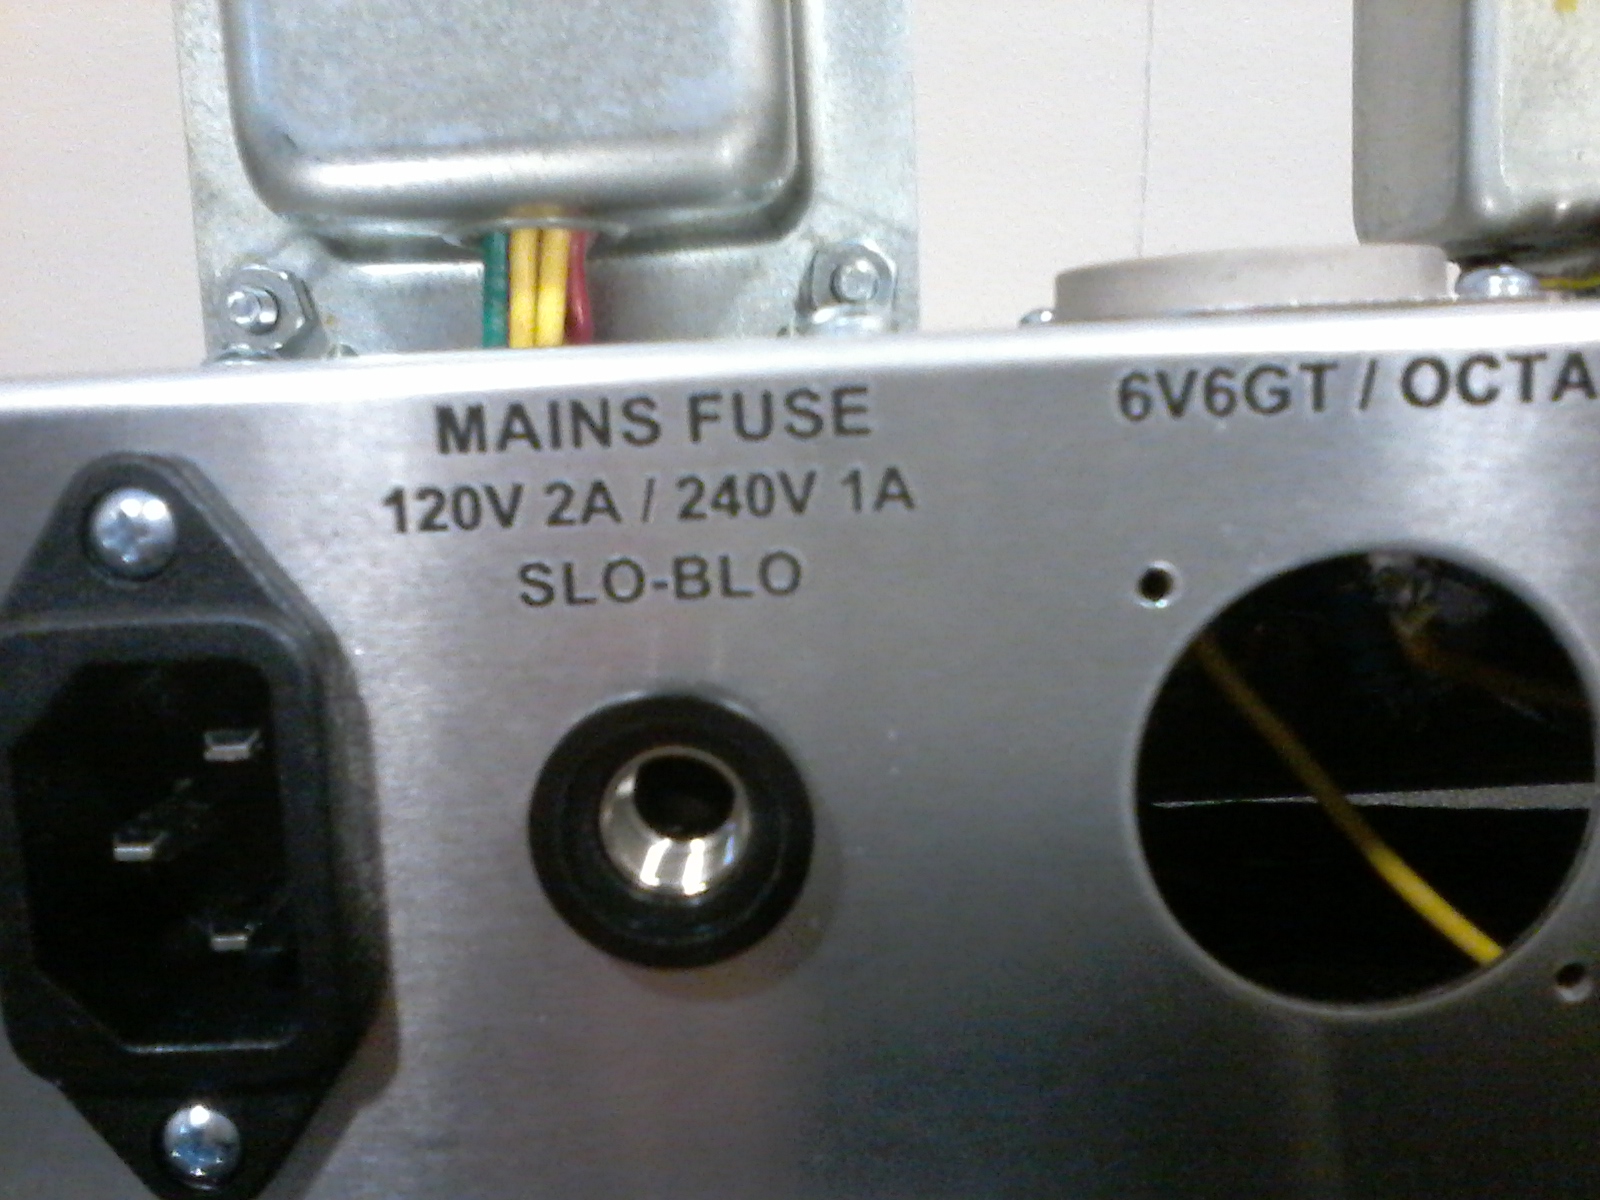 MAINS FUSE
120V 2A / 240V 1A
SLO-BLO
6V6GT / OCTA